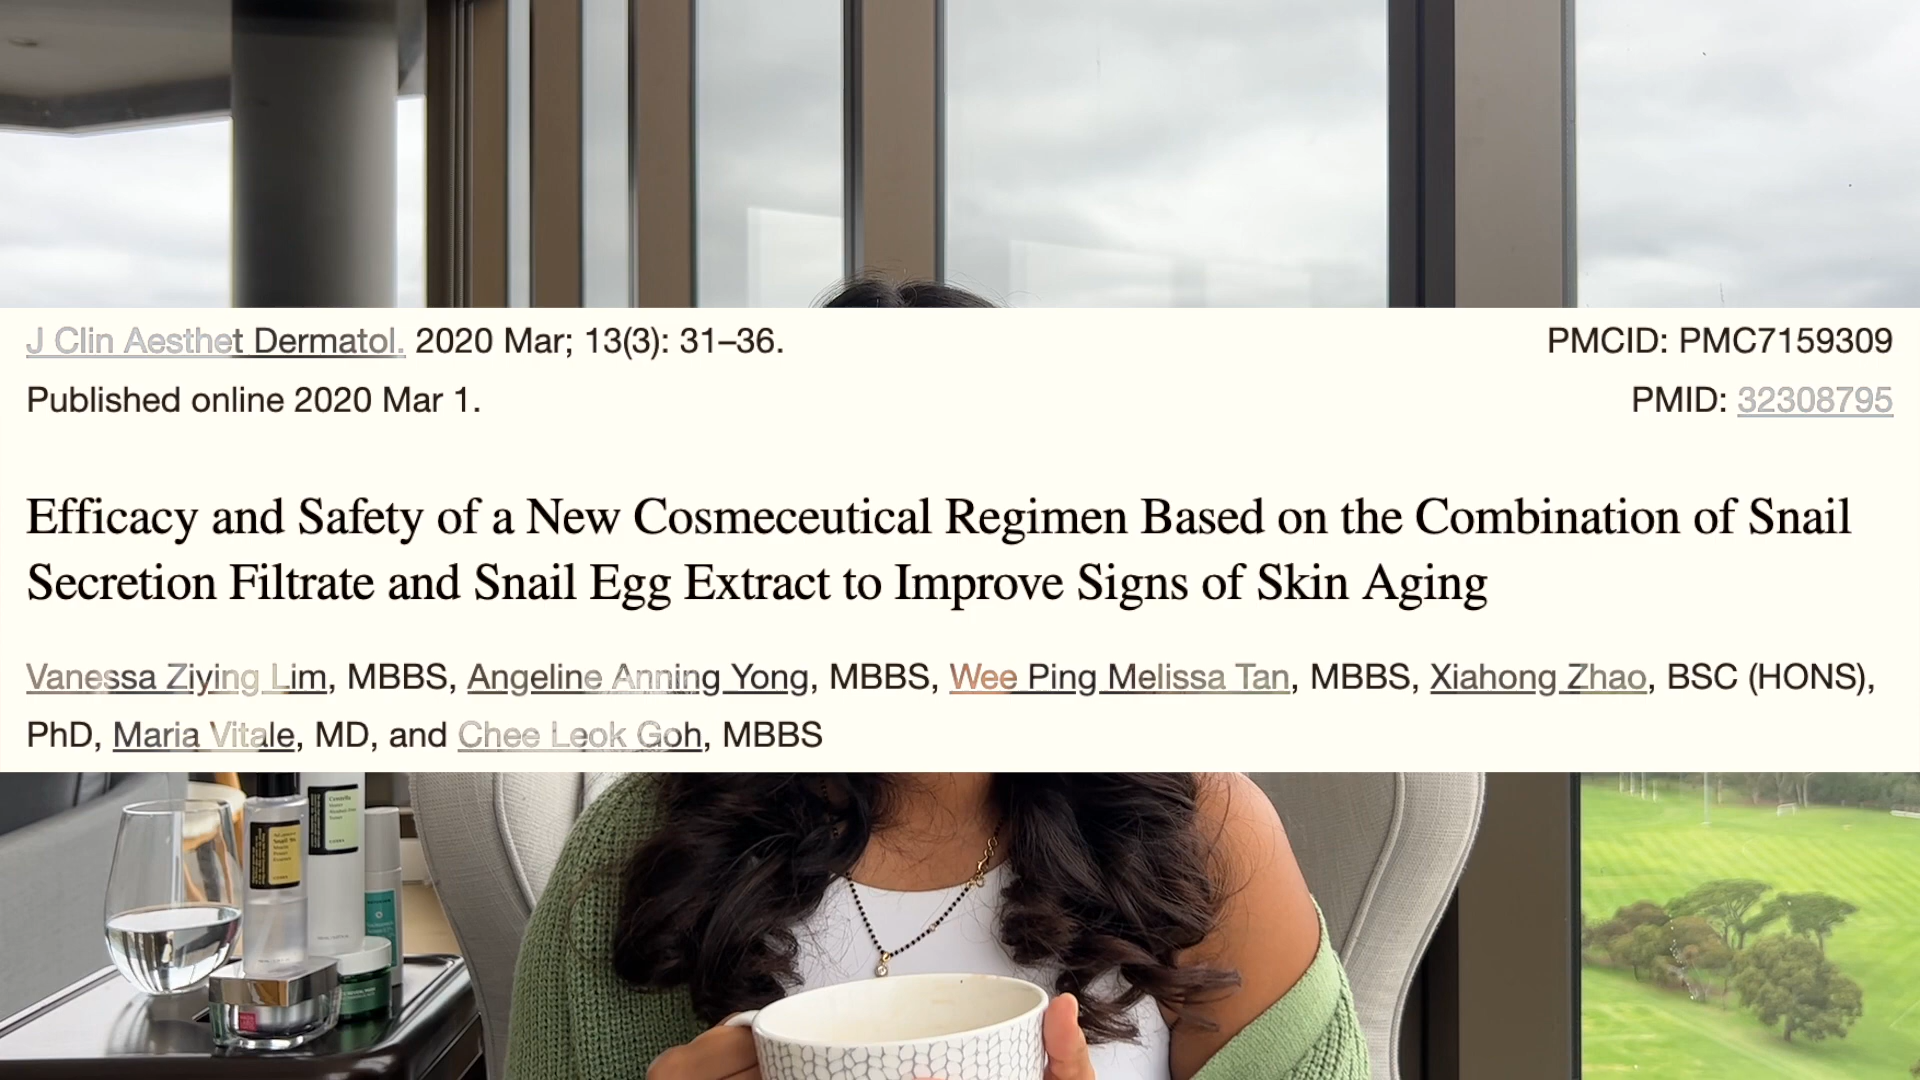 J Clin Aesthet Dermatol. 2020 Mar; 13(3): 31–36.
PMCID: PMC7159309
Published online 2020 Mar 1.
PMID: 32308795
Efficacy and Safety of a New Cosmeceutical Regimen Based on the Combination of Snail
Secretion Filtrate and Snail Egg Extract to Improve Signs of Skin Aging
Vanessa Ziying Lim, MBBS, Angeline Anning Yong, MBBS, Wee Ping Melissa Tan, MBBS, Xiahong Zhao, BSC (HONS),
PhD, Maria Vitale, MD, and Chee Leok Goh, MBBS
Centella
Snail 96